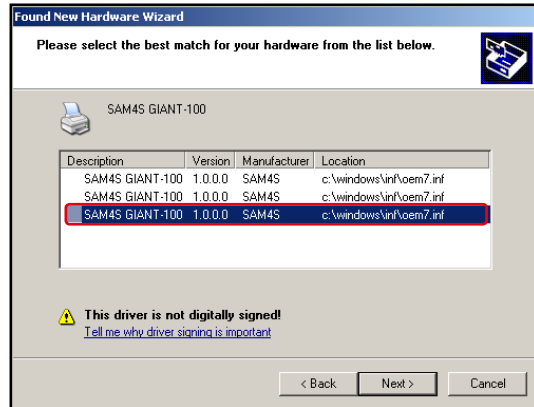 Found New Hardware Wizard
Please select the best match for your hardware from the list below.
SAM4S GIANT-100
Description Version Manufacturer Location
SAM4S GIANT-100 1.0.0.0 SAM4S c:\windows\inf\oem7.inf
SAM4S GIANT-100 1.0.0.0 SAM4S c:\windows\inf\oem7.inf
SAM4S GIANT-100 1.0.0.0 SAM4S c:\windows\inf\oem7.inf
This driver is not digitally signed!
Tell me why driver signing is important
< Back Next > Cancel